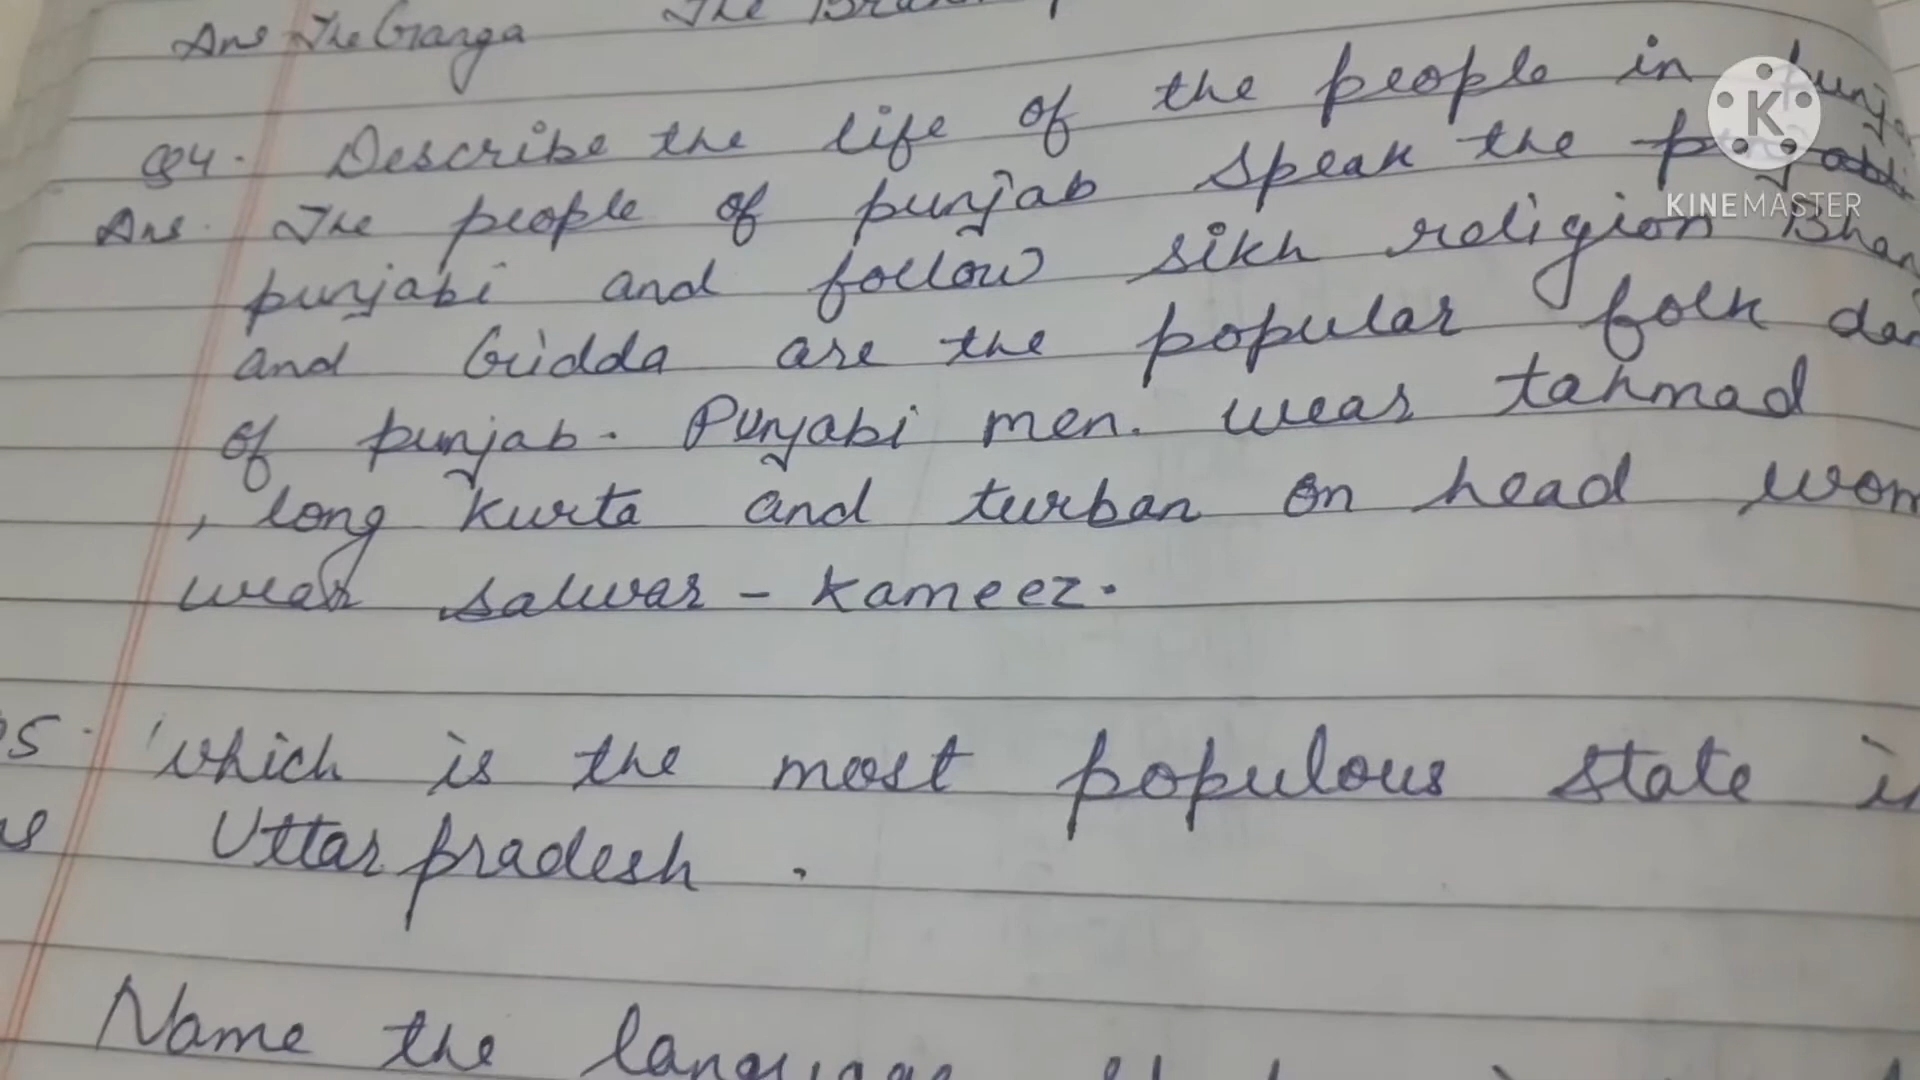 Ans The Ganga The
Q4. Describe the life of the people in
Ans. The people of punjab speak the
punjabi and follow sikh religion
and Gidda are the popular folk
of punjab. Punjabi men. wear tahmad
, long kurta and turban on head
wear salwar - kameez.
which is the most populous state
Uttar pradesh .
Name the language
K
KINEMASTER